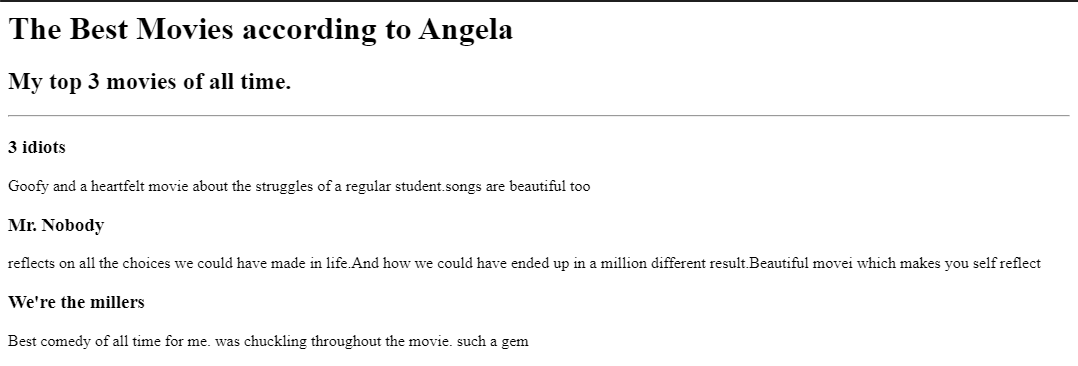 The Best Movies according to Angela
My top 3 movies of all time.
3 idiots
Goofy and a heartfelt movie about the struggles of a regular student.songs are beautiful too
Mr. Nobody
reflects on all the choices we could have made in life.And how we could have ended up in a million different result.Beautiful movei which makes you self reflect
We're the millers
Best comedy of all time for me. was chuckling throughout the movie. such a gem